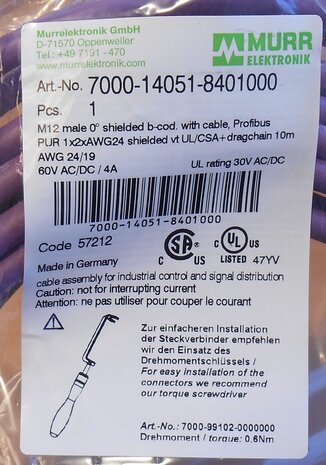 Murrelektronik GmbH
D-71570 Oppenweiler
Tel.+49 7191 -470
www.murrelektronik.com
MURR
ELEKTRONIK
Art.-No. 7000-14051-8401000
Pcs. 1
M12 male 0° shielded b-cod. with cable, Profibus
PUR 1x2xAWG24 shielded vt UL/CSA+dragchain 10m
AWG 24/19
60V AC/DC / 4A
UL rating 30V AC/DC
7000-14051-8401000
Code 57212
Made in Germany
SA
C UL US
LISTED 47YV
cable assembly for industrial control and signal distribution
Caution: not for interrupting current
Attention: ne pas utiliser pour couper le courant
Zur einfacheren Installation
der Steckverbinder empfehlen
wir den Einsatz des
Drehmomentschlüssels /
For easy installation of the
connectors we recommend
our torque screwdriver
Art.-No.: 7000-99102-0000000
Drehmoment / torque: 0,6Nm